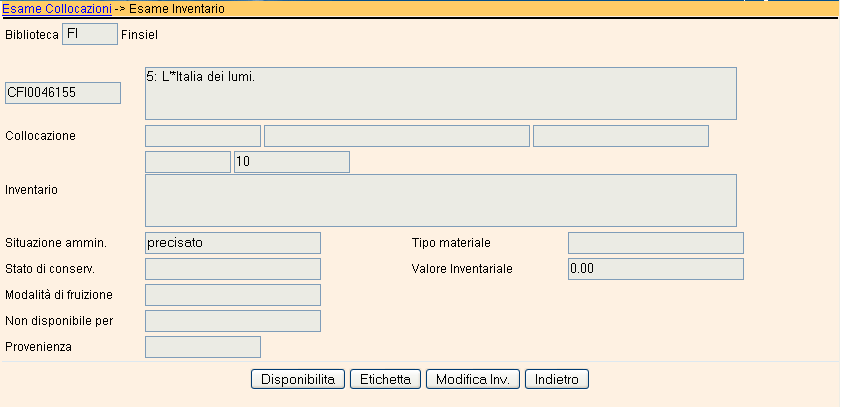 Esame Collocazioni -> Esame Inventario
Biblioteca FI Finsiel
5: L'*Italia dei lumi.
CFI0046155
Collocazione
10
Inventario
Situazione ammin. precisato Tipo materiale
Stato di conserv. Valore Inventariale 0.00
Modalità di fruizione
Non disponibile per
Provenienza
Disponibilita Etichetta Modifica Inv. Indietro